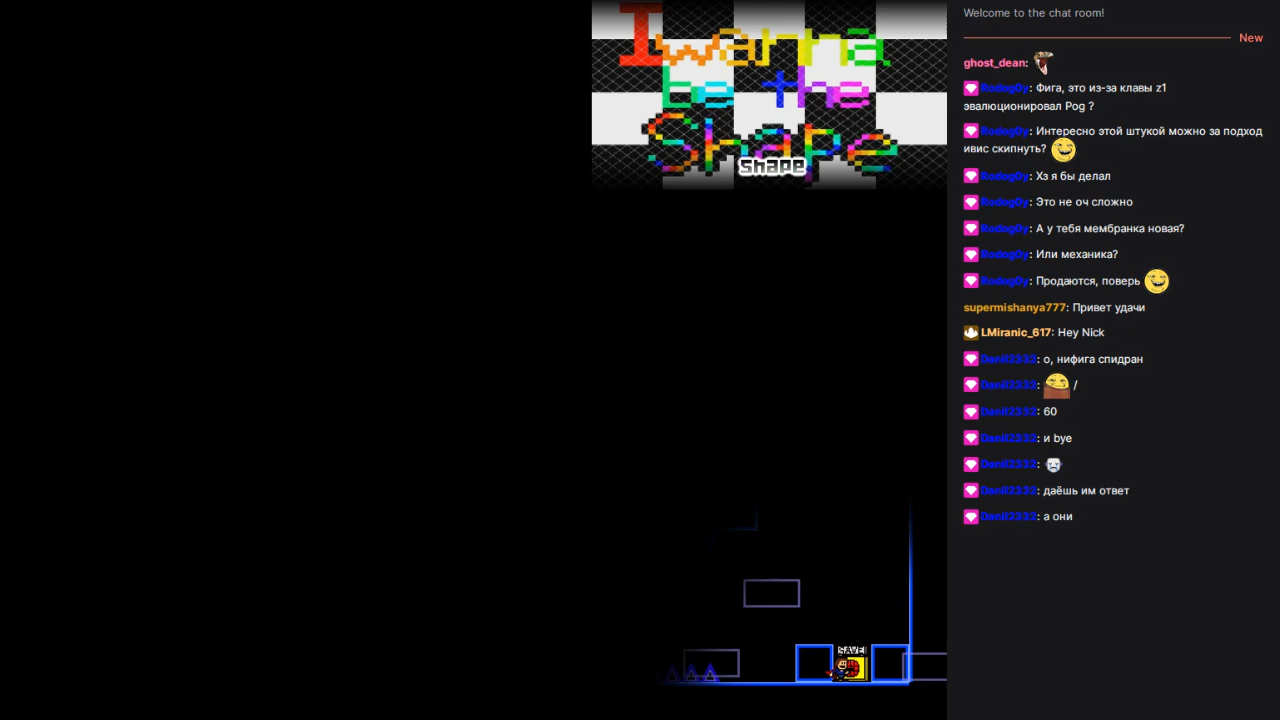 I wanna
be the
Shape
shape
SAVE!
Welcome to the chat room!
New
ghost_dean:
Rodog0y: Фига, это из-за клавы z1
эвалюционировал Pog ?
Rodog0y: Интересно этой штукой можно за подход
ивис скипнуть?
Rodog0y: Хз я бы делал
Rodog0y: Это не оч сложно
Rodog0y: А у тебя мембранка новая?
Rodog0y: Или механика?
Rodog0y: Продаются, поверь
supermishanya777: Привет удачи
LMiranic_617: Hey Nick
Danil2332: о, нифига спидран
Danil2332: /
Danil2332: 60
Danil2332: и bye
Danil2332:
Danil2332: даёшь им ответ
Danil2332: а они